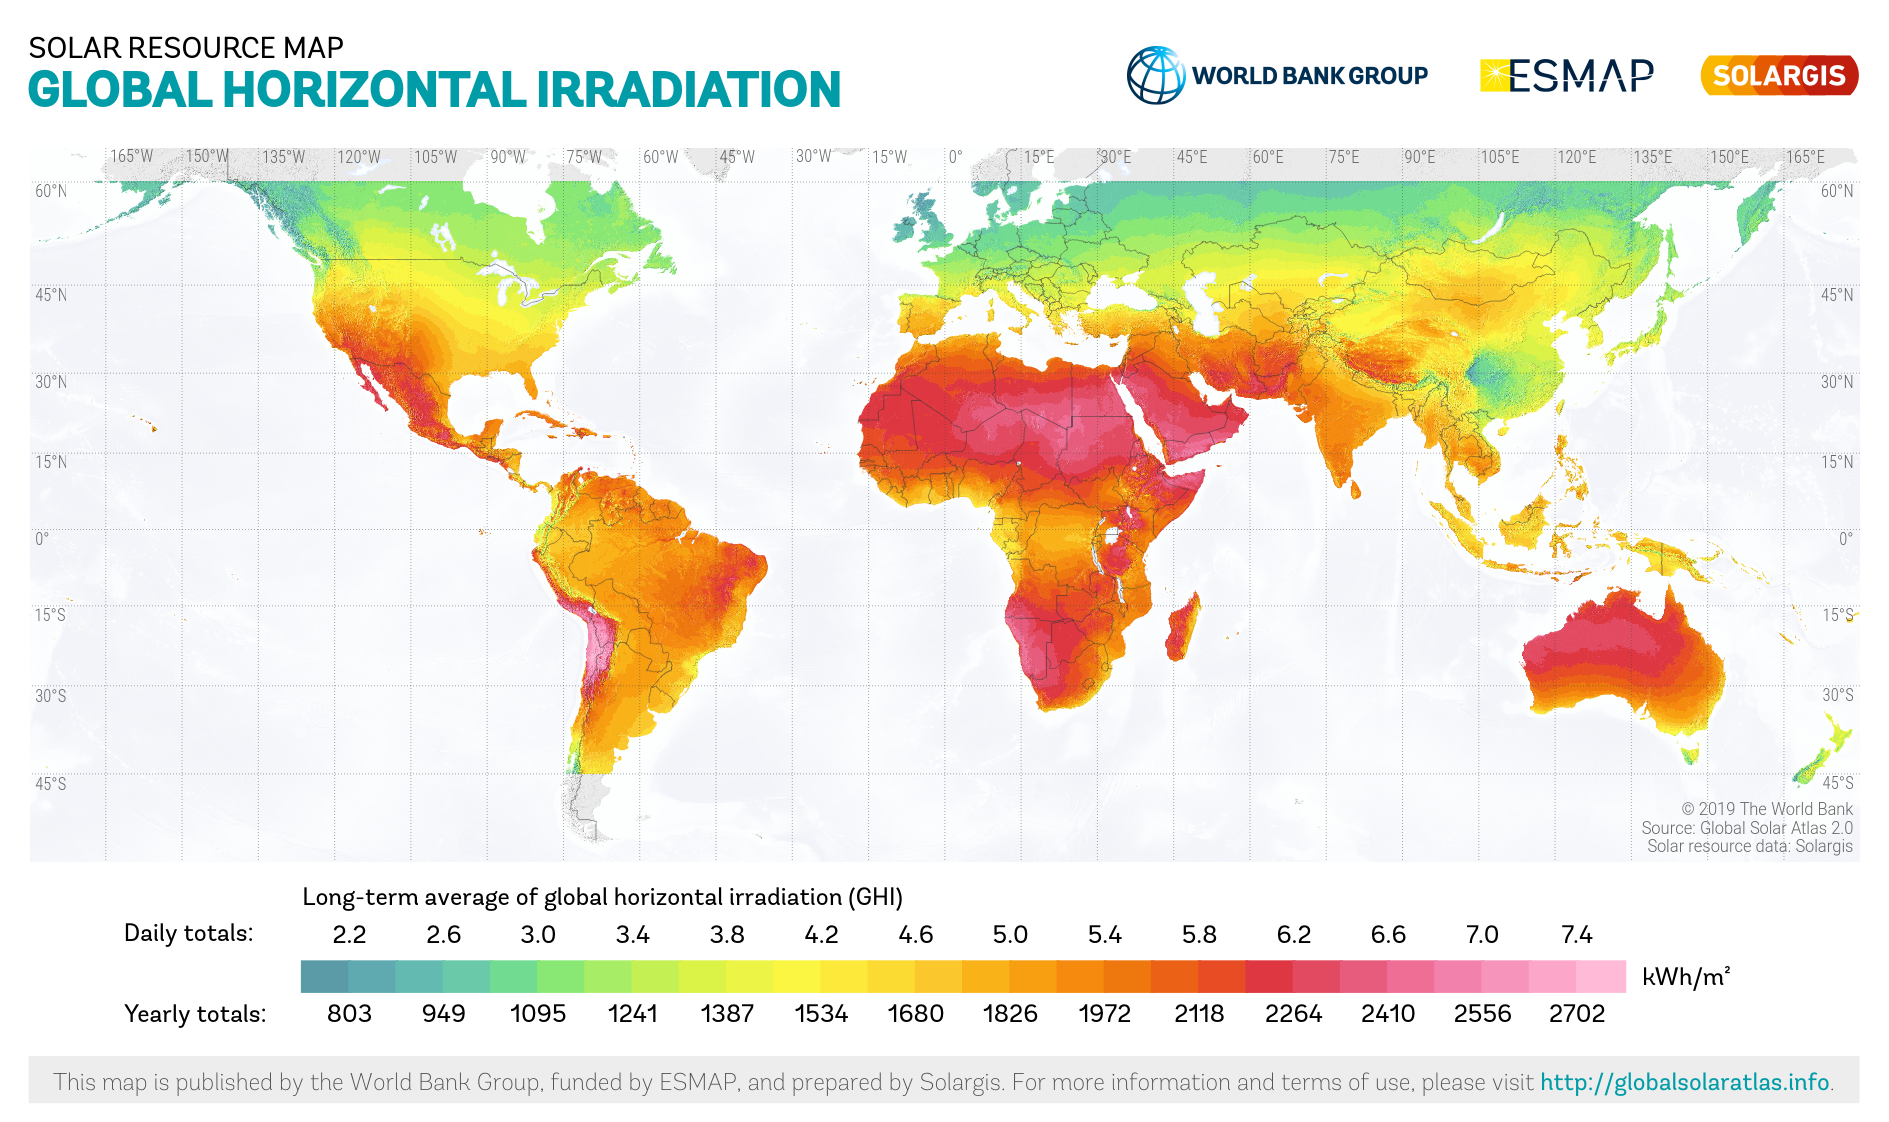 SOLAR RESOURCE MAP
GLOBAL HORIZONTAL IRRADIATION
WORLD BANK GROUP
ESMAP
SOLARGIS
165°W 150°W 135°W 120°W 105°W 90°W 75°W 60°W 45°W 30°W 15°W 0° 15°E 30°E 45°E 60°E 75°E 90°E 105°E 120°E 135°E 150°E 165°E
60°N 60°N
45°N 45°N
30°N 30°N
15°N 15°N
0° 0°
15°S 15°S
30°S 30°S
45°S 45°S
© 2019 The World Bank
Source: Global Solar Atlas 2.0
Solar resource data: Solargis
Long-term average of global horizontal irradiation (GHI)
Daily totals: 2.2 2.6 3.0 3.4 3.8 4.2 4.6 5.0 5.4 5.8 6.2 6.6 7.0 7.4
kWh/m²
Yearly totals: 803 949 1095 1241 1387 1534 1680 1826 1972 2118 2264 2410 2556 2702
This map is published by the World Bank Group, funded by ESMAP, and prepared by Solargis. For more information and terms of use, please visit http://globalsolaratlas.info.